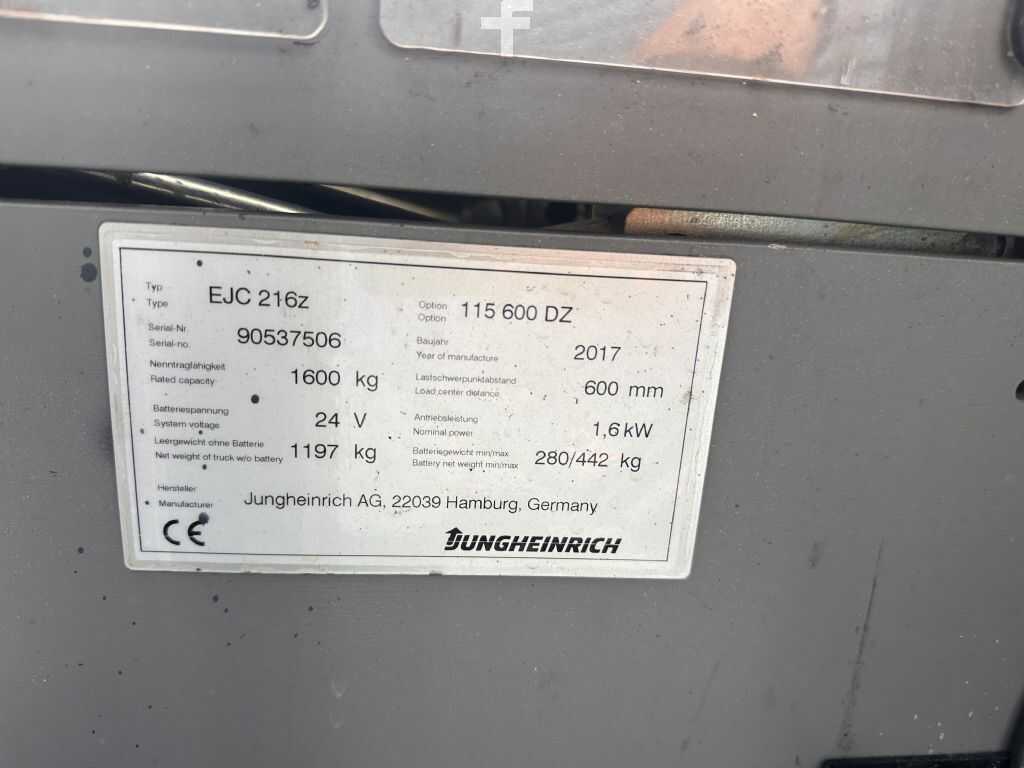 Typ
Type
EJC 216z
Option
Option
115 600 DZ
Serial-Nr.
Serial-no.
90537506
Baujahr
Year of manufacture
2017
Nenntragfähigkeit
Rated capacity
1600 kg
Lastschwerpunktabstand
Load center distance
600 mm
Batteriespannung
System voltage
24 V
Antriebsleistung
Nominal power
1,6 kW
Leergewicht ohne Batterie
Net weight of truck w/o battery
1197 kg
Batteriegewicht min/max
Battery net weight min/max
280/442 kg
Hersteller
Manufacturer
Jungheinrich AG, 22039 Hamburg, Germany
CE
JUNGHEINRICH